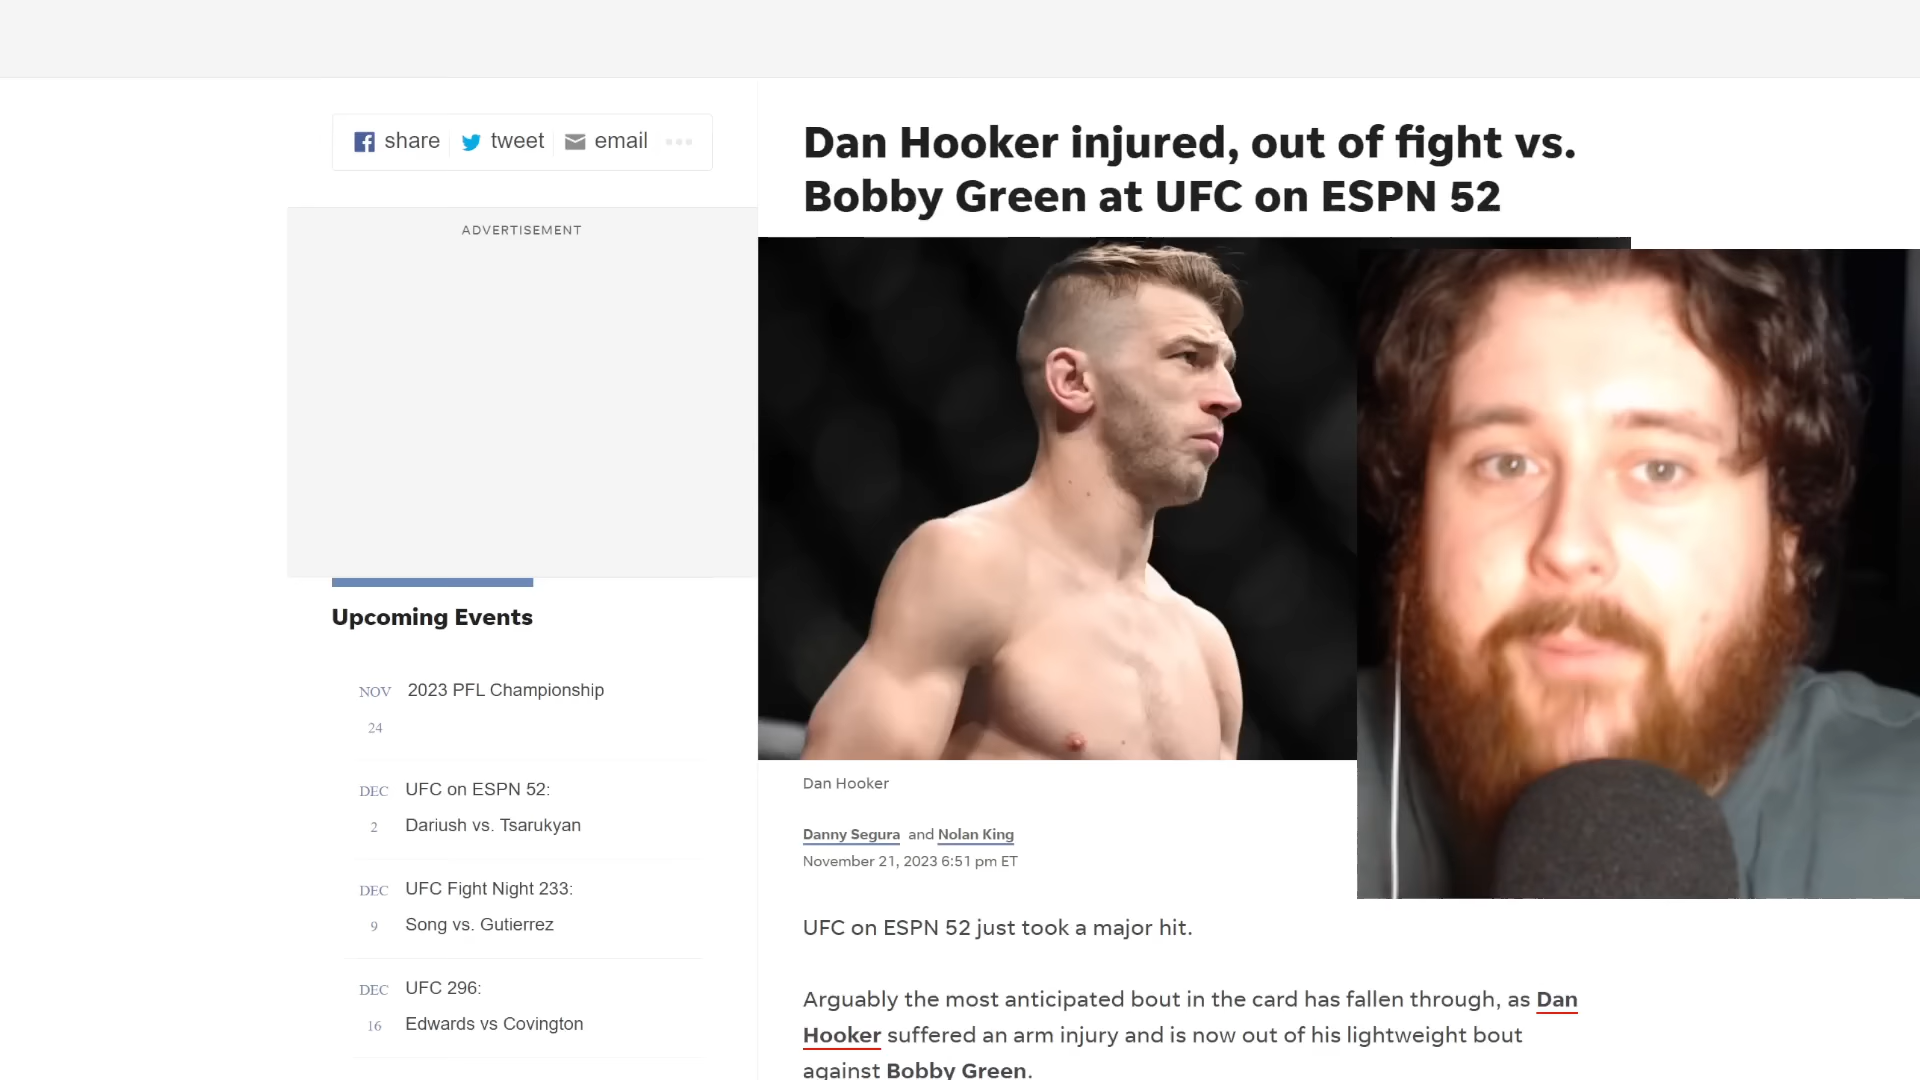 share tweet email
ADVERTISEMENT
Upcoming Events
NOV 24
2023 PFL Championship
DEC 2
UFC on ESPN 52:
Dariush vs. Tsarukyan
DEC 9
UFC Fight Night 233:
Song vs. Gutierrez
DEC 16
UFC 296:
Edwards vs Covington
Dan Hooker injured, out of fight vs.
Bobby Green at UFC on ESPN 52
Dan Hooker
Danny Segura and Nolan King
November 21, 2023 6:51 pm ET
UFC on ESPN 52 just took a major hit.
Arguably the most anticipated bout in the card has fallen through, as Dan
Hooker suffered an arm injury and is now out of his lightweight bout
against Bobby Green.